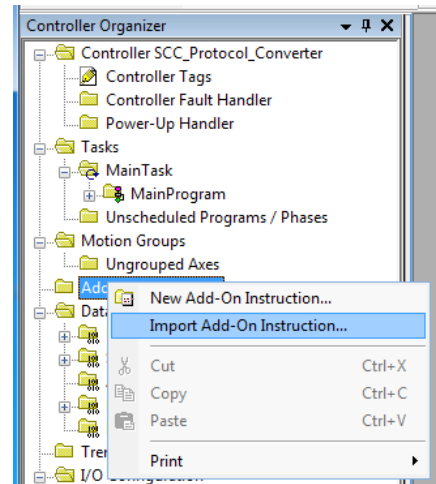 Controller Organizer
Controller SCC_Protocol_Converter
Controller Tags
Controller Fault Handler
Power-Up Handler
Tasks
MainTask
MainProgram
Unscheduled Programs / Phases
Motion Groups
Ungrouped Axes
Add
New Add-On Instruction...
Data
Import Add-On Instruction...
Cut Ctrl+X
Copy Ctrl+C
Paste Ctrl+V
Tren
Print
I/O Configuration